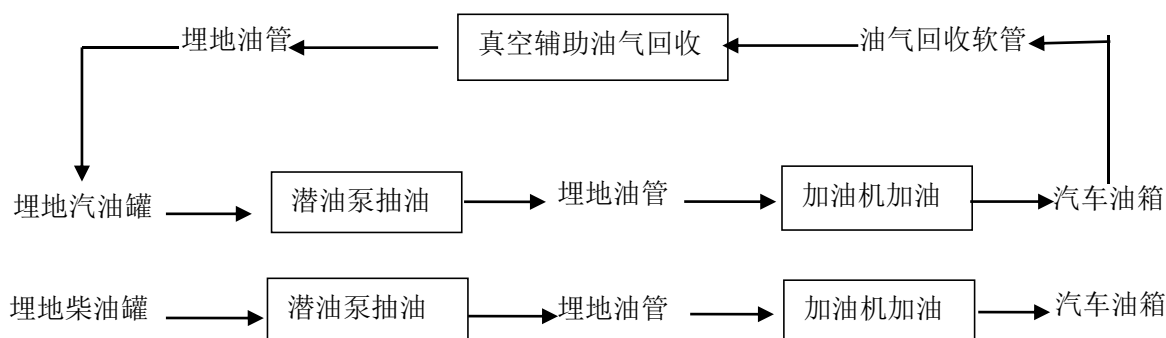 埋地油管 真空辅助油气回收 油气回收软管
埋地汽油罐 潜油泵抽油 埋地油管 加油机加油 汽车油箱
埋地柴油罐 潜油泵抽油 埋地油管 加油机加油 汽车油箱